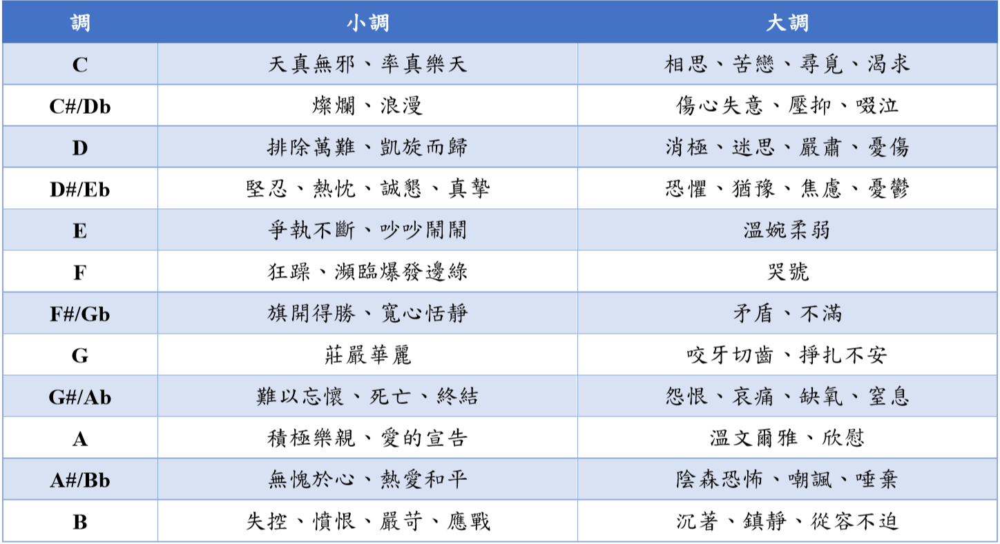 調 小調 大調
C 天真無邪、率真樂天 相思、苦戀、尋覓、渴求
C#/Db 燦爛、浪漫 傷心失意、壓抑、啜泣
D 排除萬難、凱旋而歸 消極、迷思、嚴肅、憂傷
D#/Eb 堅忍、熱忱、誠懇、真摯 恐懼、猶豫、焦慮、憂鬱
E 爭執不斷、吵吵鬧鬧 溫婉柔弱
F 狂躁、瀕臨爆發邊綠 哭號
F#/Gb 旗開得勝、寬心恬靜 矛盾、不滿
G 莊嚴華麗 咬牙切齒、掙扎不安
G#/Ab 難以忘懷、死亡、終結 怨恨、哀痛、缺氧、窒息
A 積極樂親、愛的宣告 溫文爾雅、欣慰
A#/Bb 無愧於心、熱愛和平 陰森恐怖、嘲諷、唾棄
B 失控、憤恨、嚴苛、應戰 沉著、鎮靜、從容不迫